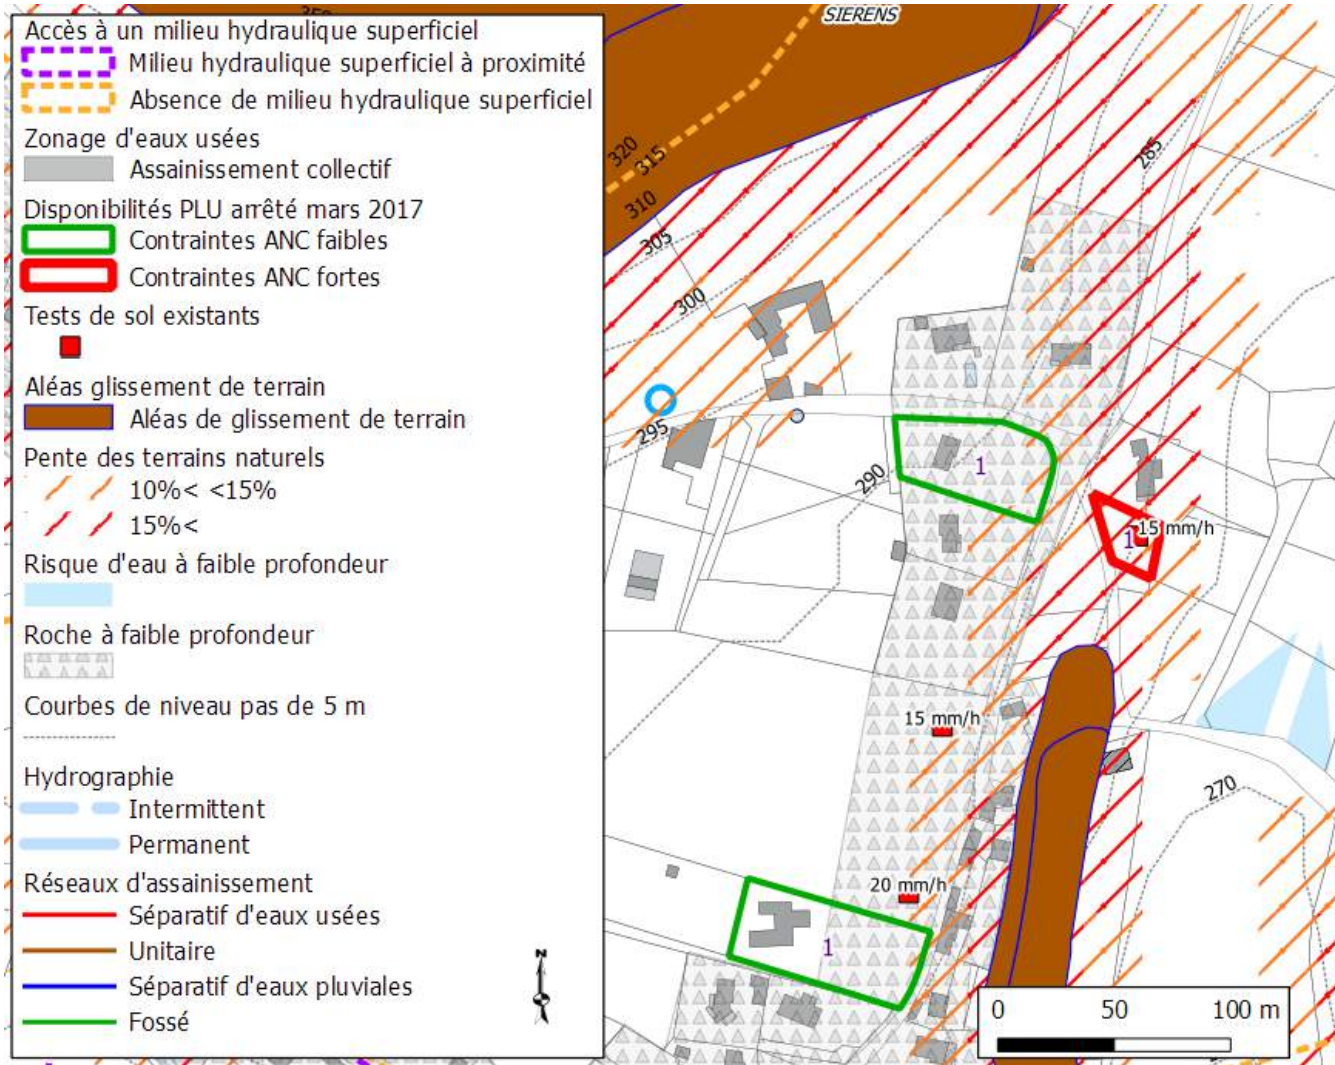 Accès à un milieu hydraulique superficiel
Milieu hydraulique superficiel à proximité
Absence de milieu hydraulique superficiel
Zonage d'eaux usées
Assainissement collectif
Disponibilités PLU arrêté mars 2017
Contraintes ANC faibles
Contraintes ANC fortes
Tests de sol existants
Aléas glissement de terrain
Aléas de glissement de terrain
Pente des terrains naturels
10%< <15%
15%<
Risque d'eau à faible profondeur
Roche à faible profondeur
Courbes de niveau pas de 5 m
Hydrographie
Intermittent
Permanent
Réseaux d'assainissement
Séparatif d'eaux usées
Unitaire
Séparatif d'eaux pluviales
Fossé
N
SIERENS
320
315
310
305
300
295
290
285
1
1
15 mm/h
15 mm/h
270
20 mm/h
1
0 50 100 m